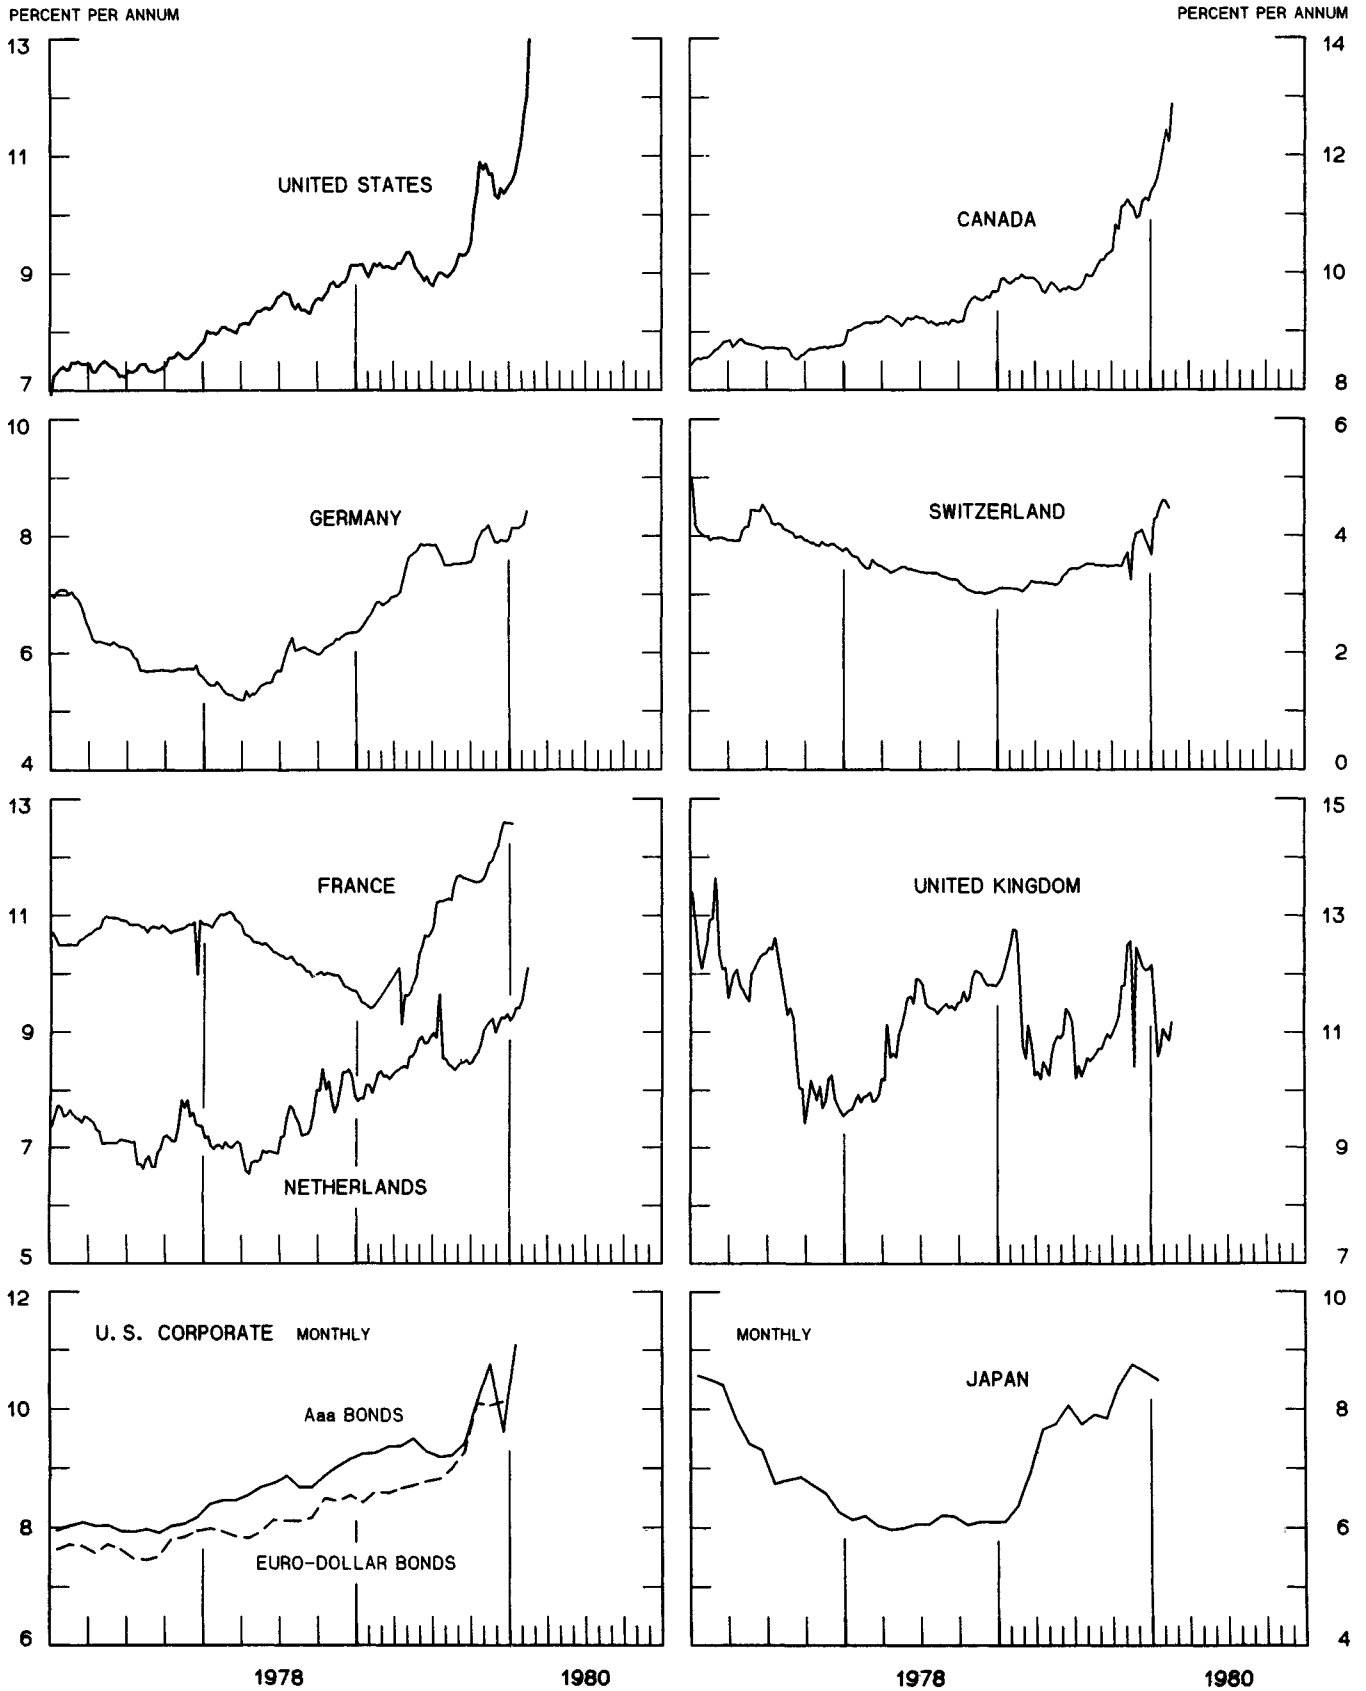 PERCENT PER ANNUM
PERCENT PER ANNUM
13
11
9
7
UNITED STATES
14
12
10
8
CANADA
10
8
6
4
GERMANY
6
4
2
0
SWITZERLAND
13
11
9
7
5
FRANCE
NETHERLANDS
15
13
11
9
7
UNITED KINGDOM
12
10
8
6
U.S. CORPORATE MONTHLY
Aaa BONDS
EURO-DOLLAR BONDS
10
8
6
4
MONTHLY
JAPAN
1978
1980
1978
1980